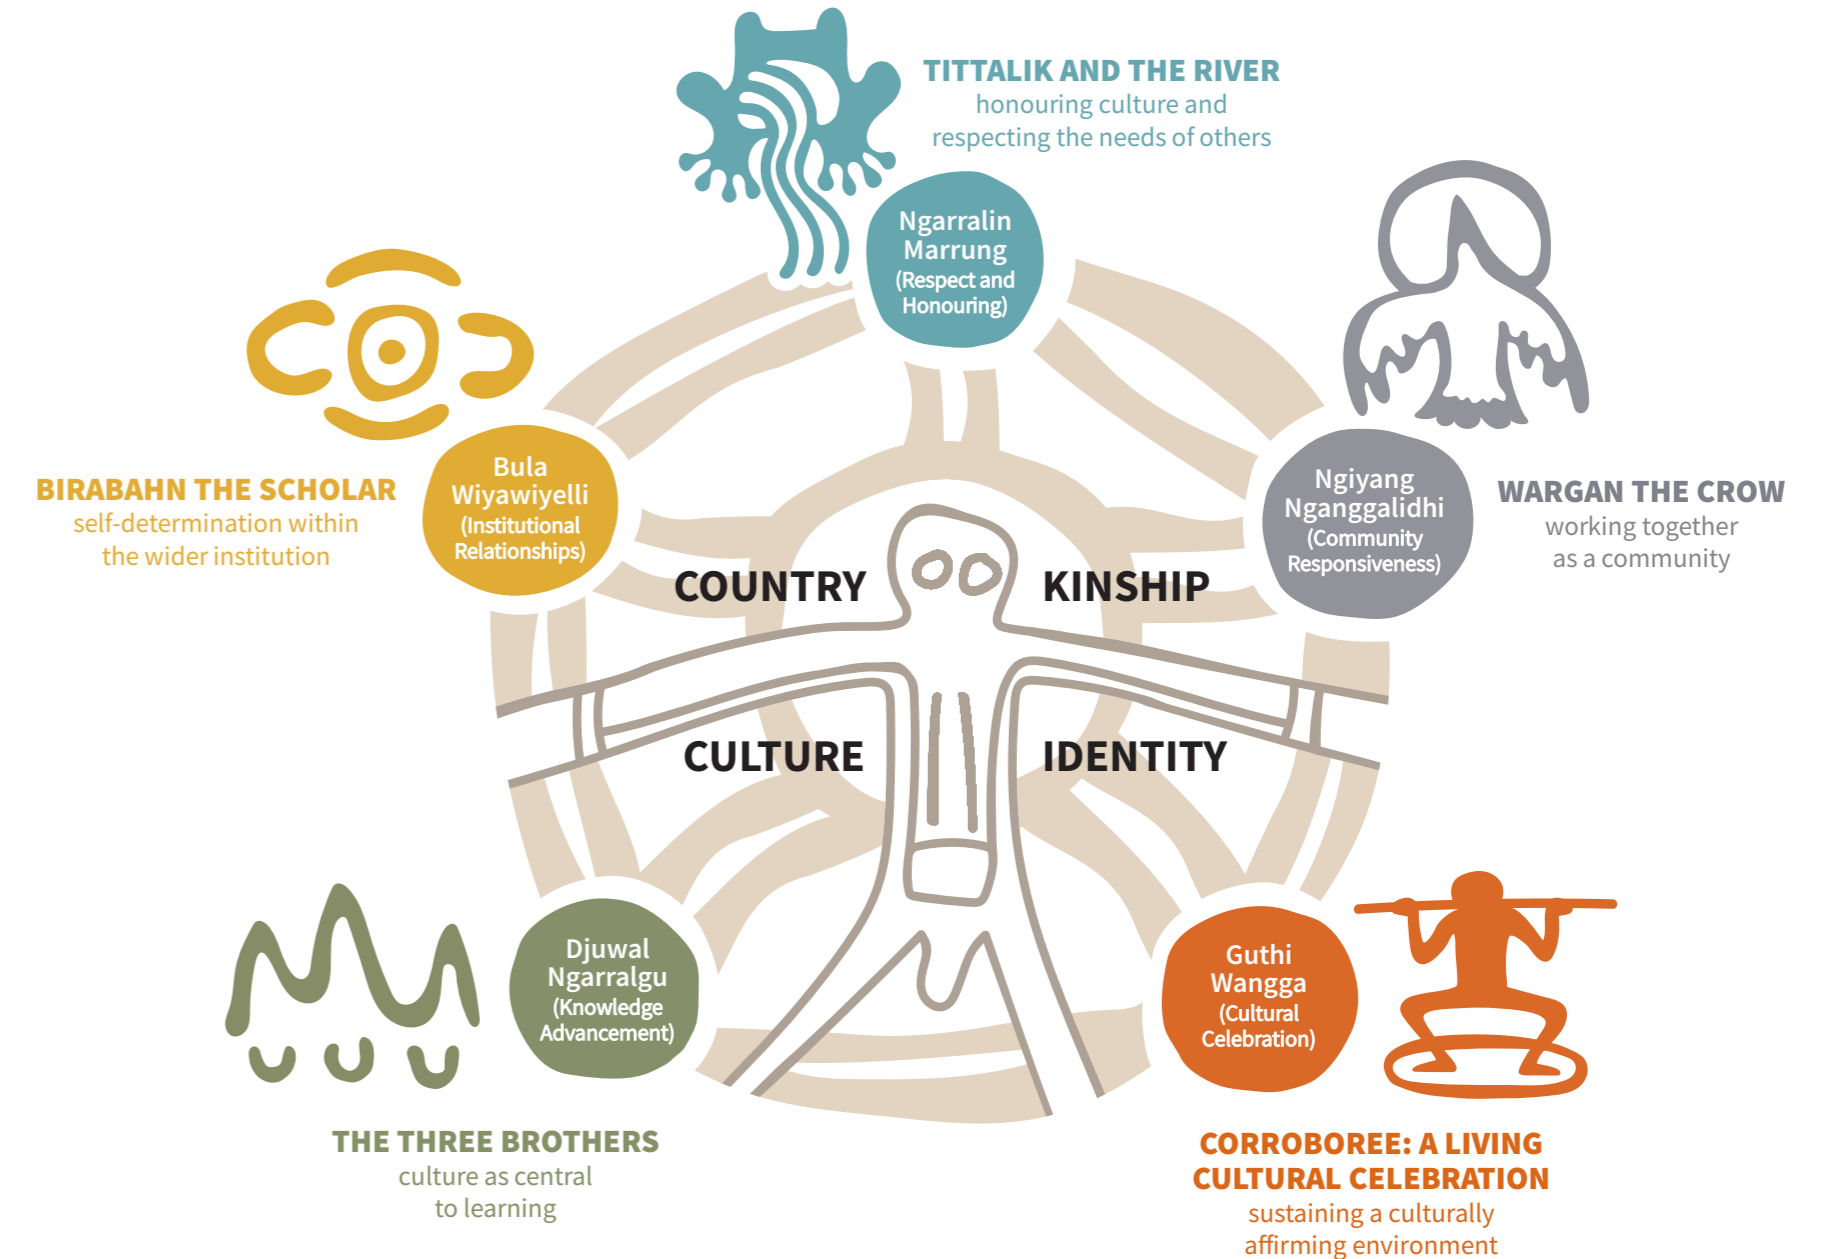 TITTALIK AND THE RIVER
honouring culture and
respecting the needs of others
Ngarralin
Marrung
(Respect and
Honouring)
BIRABAHN THE SCHOLAR
self-determination within
the wider institution
Bula
Wiyawiyelli
(Institutional
Relationships)
Ngiyang
Nganggalidhi
(Community
Responsiveness)
WARGAN THE CROW
working together
as a community
COUNTRY
KINSHIP
CULTURE
IDENTITY
Djuwal
Ngarralgu
(Knowledge
Advancement)
THE THREE BROTHERS
culture as central
to learning
Guthi
Wangga
(Cultural
Celebration)
CORROBOREE: A LIVING
CULTURAL CELEBRATION
sustaining a culturally
affirming environment